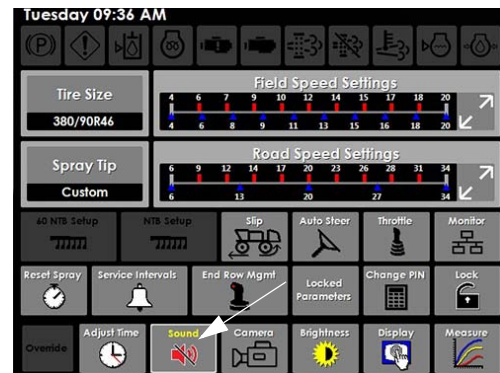 Tuesday 09:36 AM
Tire Size
380/90R46
Field Speed Settings
4 6 7 9 10 12 14 15 17 18 20
4 6 8 9 11 13 15 16 18 20
Spray Tip
Custom
Road Speed Settings
6 9 12 14 17 20 23 26 28 31 34
6 13 20 27 34
60 NTB Setup
NTB Setup
Slip
Auto Steer
Throttle
Monitor
Reset Spray
Service Intervals
End Row Mgmt
Locked
Parameters
Change PIN
Lock
Override
Adjust Time
Sound
Camera
Brightness
Display
Measure